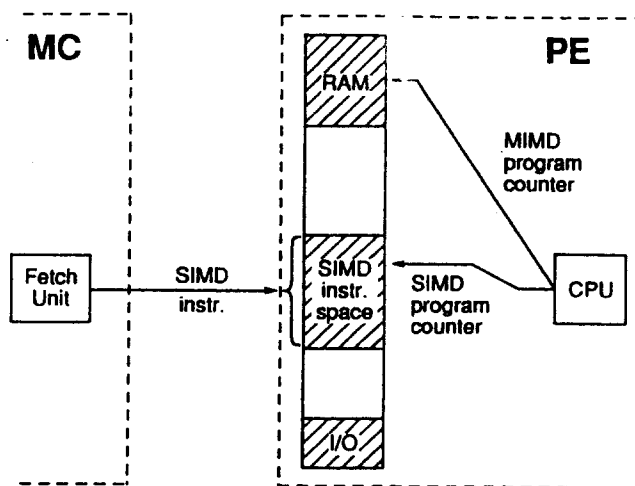 MC
PE
RAM
MIMD
program
counter
Fetch
Unit
SIMD
instr.
SIMD
instr.
space
SIMD
program
counter
CPU
I/O